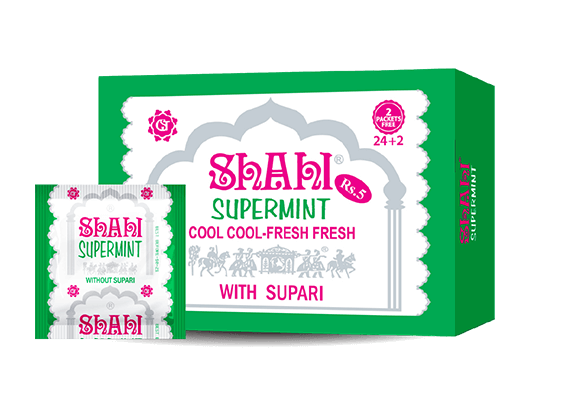 2
PACKETS
FREE
24+2
GST
ShAhI®
Rs.5
SUPERMINT
COOL COOL-FRESH FRESH
WITH SUPARI
ShAhI
SUPERMINT
ShAhI
SUPERMINT
WITHOUT SUPARI
®
ShAhI